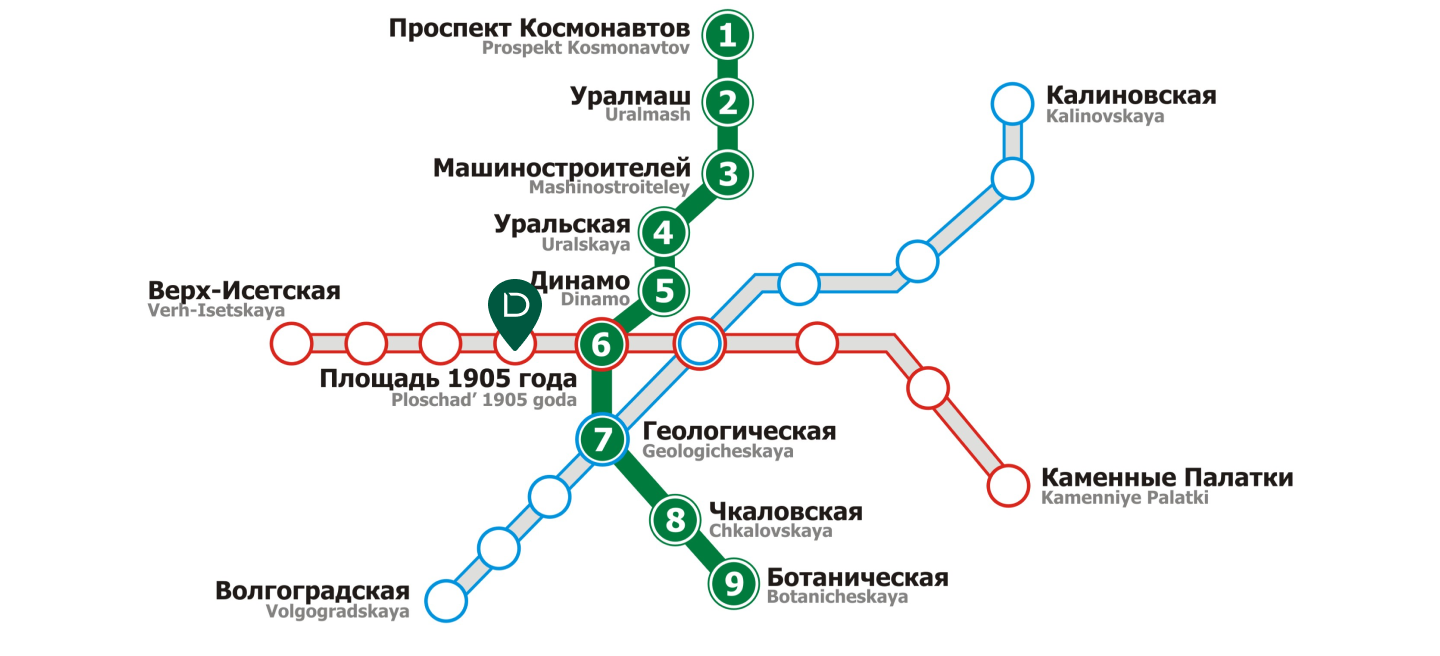 Проспект Космонавтов
Prospekt Kosmonavtov
1
Уралмаш
Uralmash
2
Калиновская
Kalinovskaya
Машиностроителей
Mashinostroiteley
3
Уральская
Uralskaya
4
Динамо
Dinamo
5
Верх-Исетская
Verh-Isetskaya
D
6
Площадь 1905 года
Ploschad’ 1905 goda
7
Геологическая
Geologicheskaya
Каменные Палатки
Kamenniye Palatki
8
Чкаловская
Chkalovskaya
9
Ботаническая
Botanicheskaya
Волгоградская
Volgogradskaya